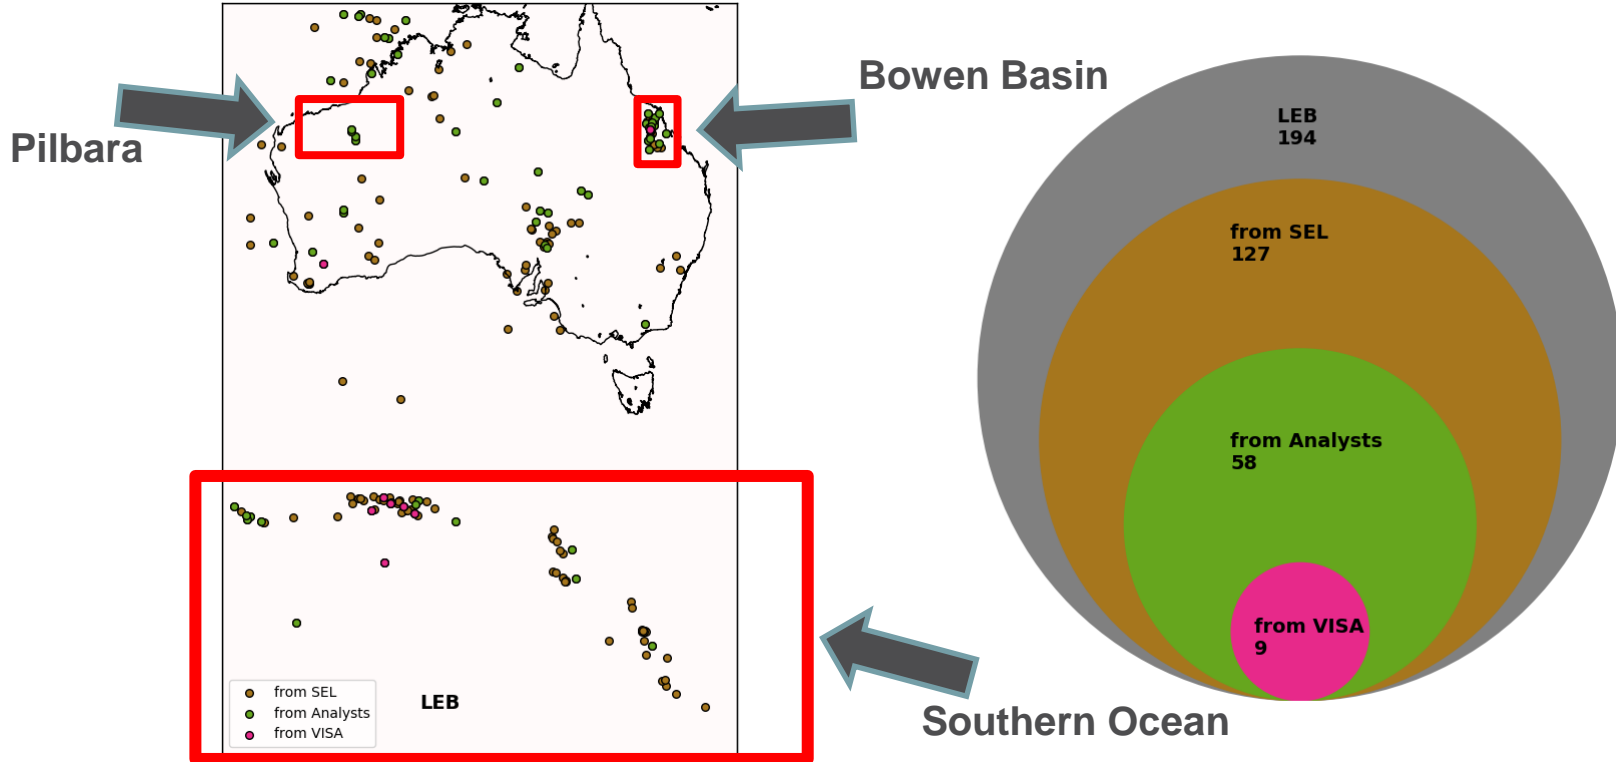 Pilbara
Bowen Basin
LEB
194
from SEL
127
from Analysts
58
from VISA
9
from SEL
from Analysts
from VISA
LEB
Southern Ocean